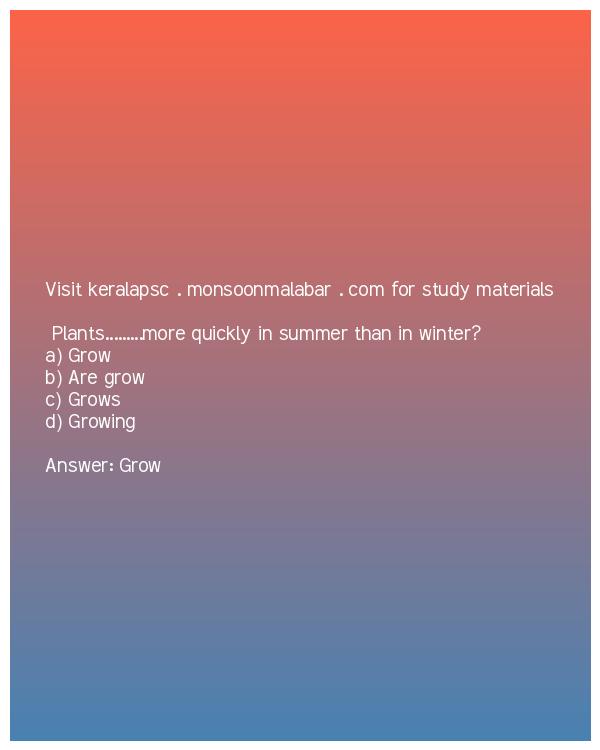 Visit keralapsc . monsoonmalabar . com for study materials
Plants.........more quickly in summer than in winter?
a) Grow
b) Are grow
c) Grows
d) Growing
Answer: Grow